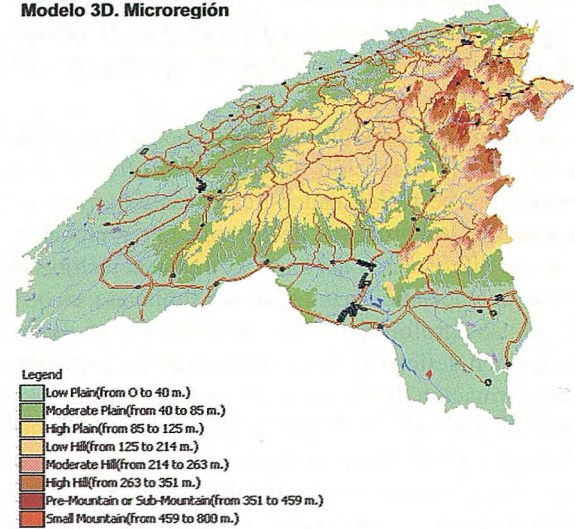 Modelo 3D. Microregión
Legend
Low Plain(from O to 40 m.)
Moderate Plain(from 40 to 85 m.)
High Plain(from 85 to 125 m.)
Low Hill(from 125 to 214 m.)
Moderate Hill(from 214 to 263 m.)
High Hill(from 263 to 351 m.)
Pre-Mountain or Sub-Mountain(from 351 to 459 m.)
Small Mountain(from 459 to 800 m.)